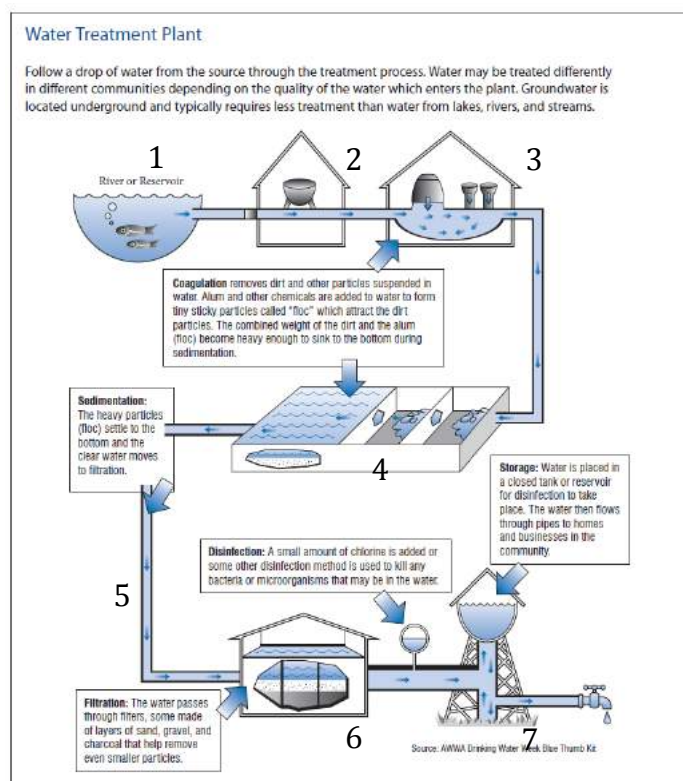 Water Treatment Plant
Follow a drop of water from the source through the treatment process. Water may be treated differently
in different communities depending on the quality of the water which enters the plant. Groundwater is
located underground and typically requires less treatment than water from lakes, rivers, and streams.
1
2
3
River or Reservoir
Coagulation removes dirt and other particles suspended in
water. Alum and other chemicals are added to water to form
tiny sticky particles called "floc" which attract the dirt
particles. The combined weight of the dirt and the alum
(floc) become heavy enough to sink to the bottom during
sedimentation.
Sedimentation:
The heavy particles
(floc) settle to the
bottom and the
clear water moves
to filtration.
4
Storage: Water is placed in
a closed tank or reservoir
for disinfection to take
place. The water then flows
through pipes to homes
and businesses in the
community.
Disinfection: A small amount of chlorine is added or
some other disinfection method is used to kill any
bacteria or microorganisms that may be in the water.
5
Filtration: The water passes
through filters, some made
of layers of sand, gravel, and
charcoal that help remove
even smaller particles.
6
7
Source: AWWA Drinking Water Week Blue Thumb Kit